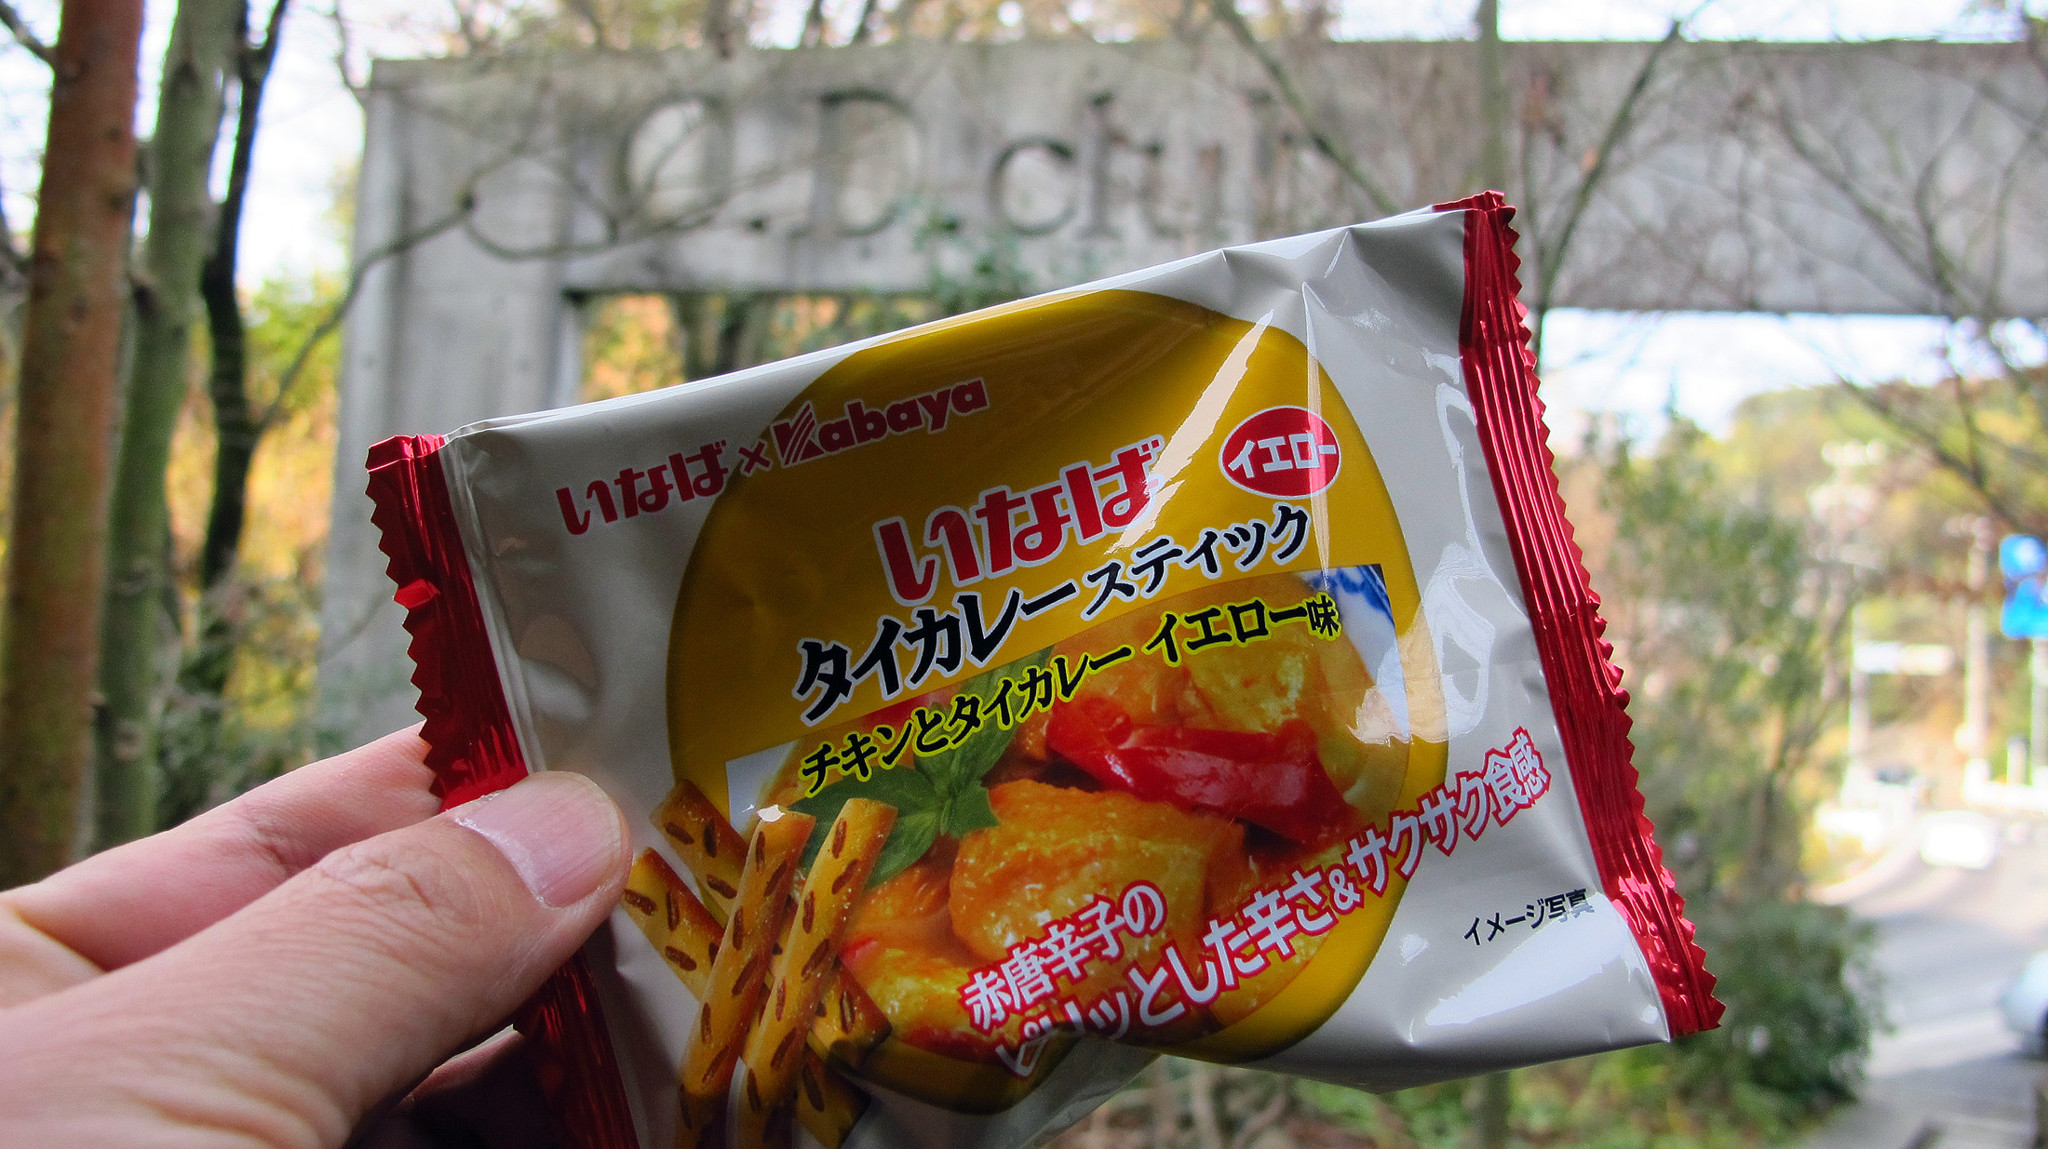 いなば×Kabaya
イエロー
いなば
タイカレースティック
チキンとタイカレー イエロー味
赤唐辛子の
ピリッとした辛さ&サクサク食感
イメージ写真